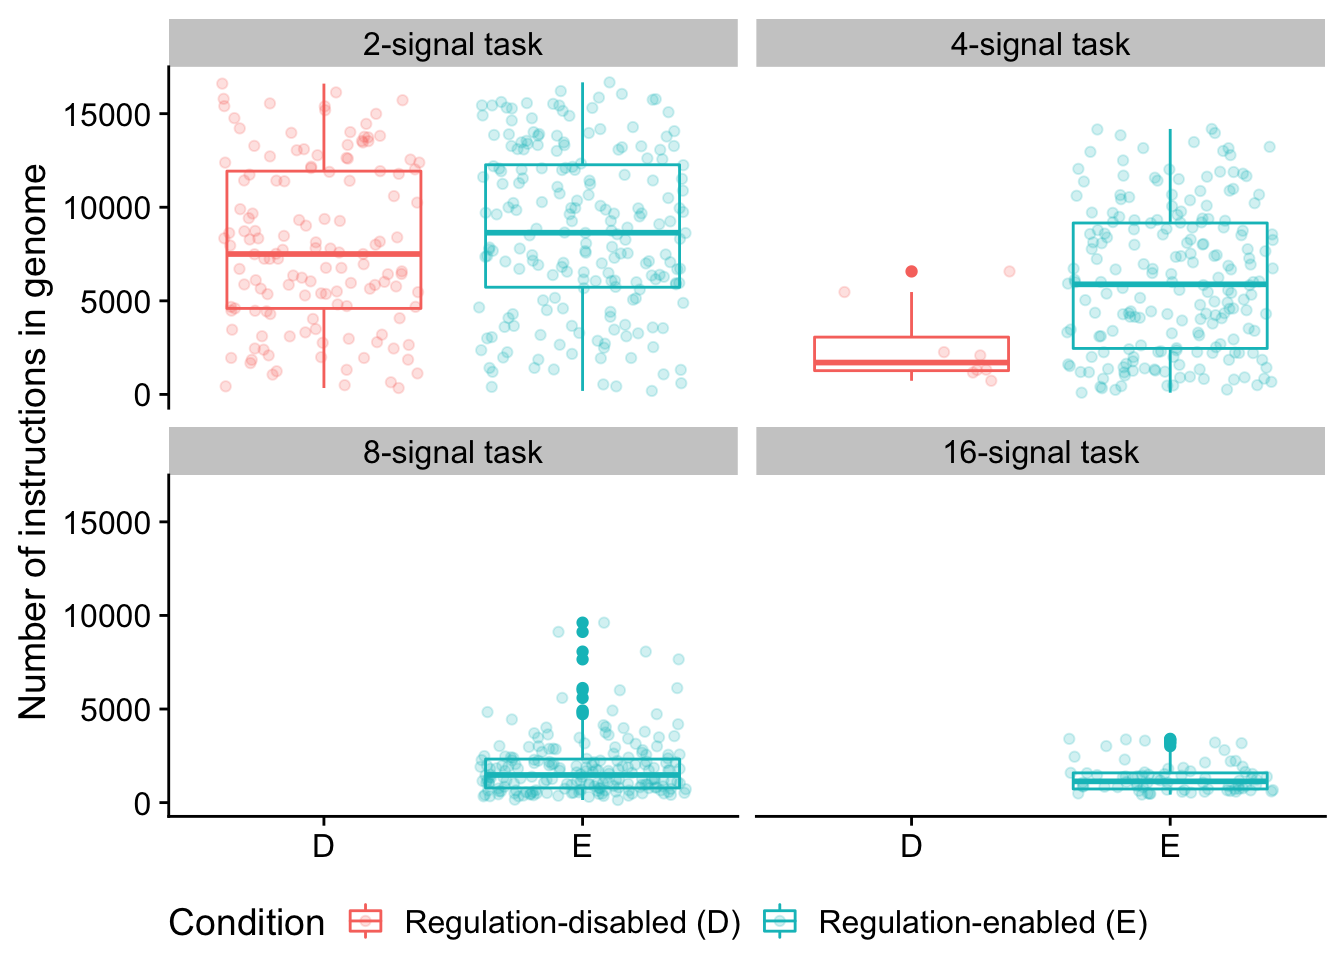 2-signal task
4-signal task
15000
10000
5000
0
8-signal task
16-signal task
15000
10000
5000
0
Number of instructions in genome
D
E
D
E
Condition
Regulation-disabled (D)
Regulation-enabled (E)